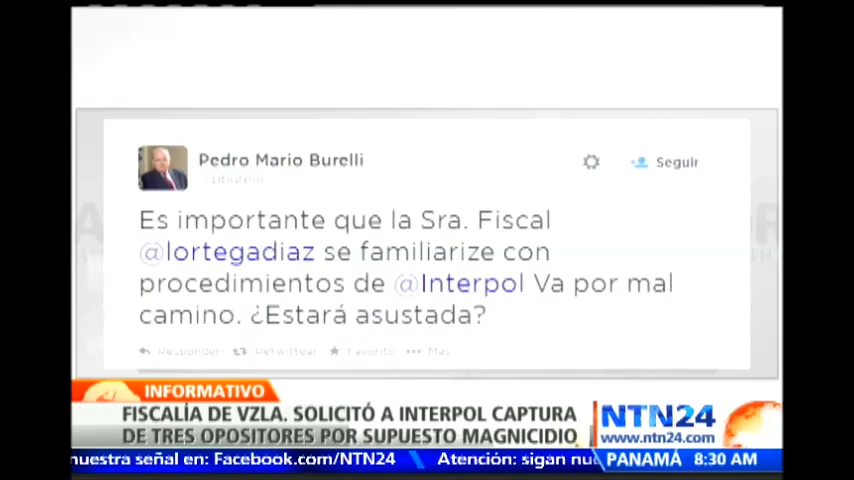 Pedro Mario Burelli
Seguir
Es importante que la Sra. Fiscal
@lortegadiaz se familiarize con
procedimientos de @Interpol Va por mal
camino. ¿Estará asustada?
Responder Retwittear Favorito Más
INFORMATIVO
FISCALÍA DE VZLA. SOLICITÓ A INTERPOL CAPTURA
DE TRES OPOSITORES POR SUPUESTO MAGNICIDIO
NTN24
www.ntn24.com
nuestra señal en: Facebook.com/NTN24 Atención: sigan nu
PANAMÁ 8:30 AM